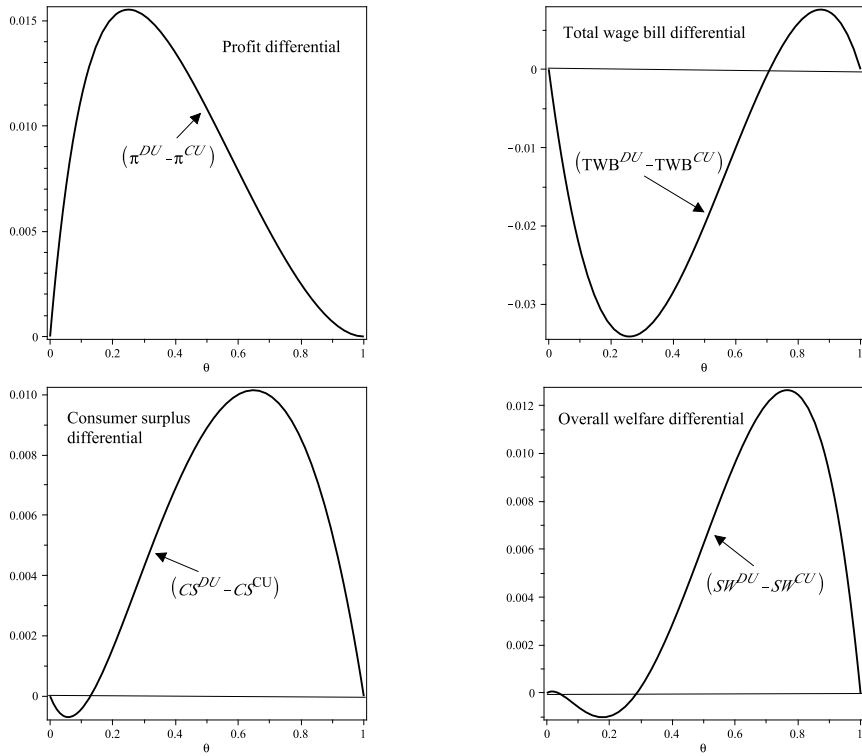 0.015
0.010
0.005
0
0 0.2 0.4 0.6 0.8 1
θ
Profit differential
(π^DU - π^CU)
0
−0.01
−0.02
−0.03
0 0.2 0.4 0.6 0.8 1
θ
Total wage bill differential
(TWB^DU - TWB^CU)
0.010
0.008
0.006
0.004
0.002
0
0 0.2 0.4 0.6 0.8 1
θ
Consumer surplus
differential
(CS^DU - CS^CU)
0.012
0.010
0.008
0.006
0.004
0.002
0
0 0.2 0.4 0.6 0.8 1
θ
Overall welfare differential
(SW^DU - SW^CU)